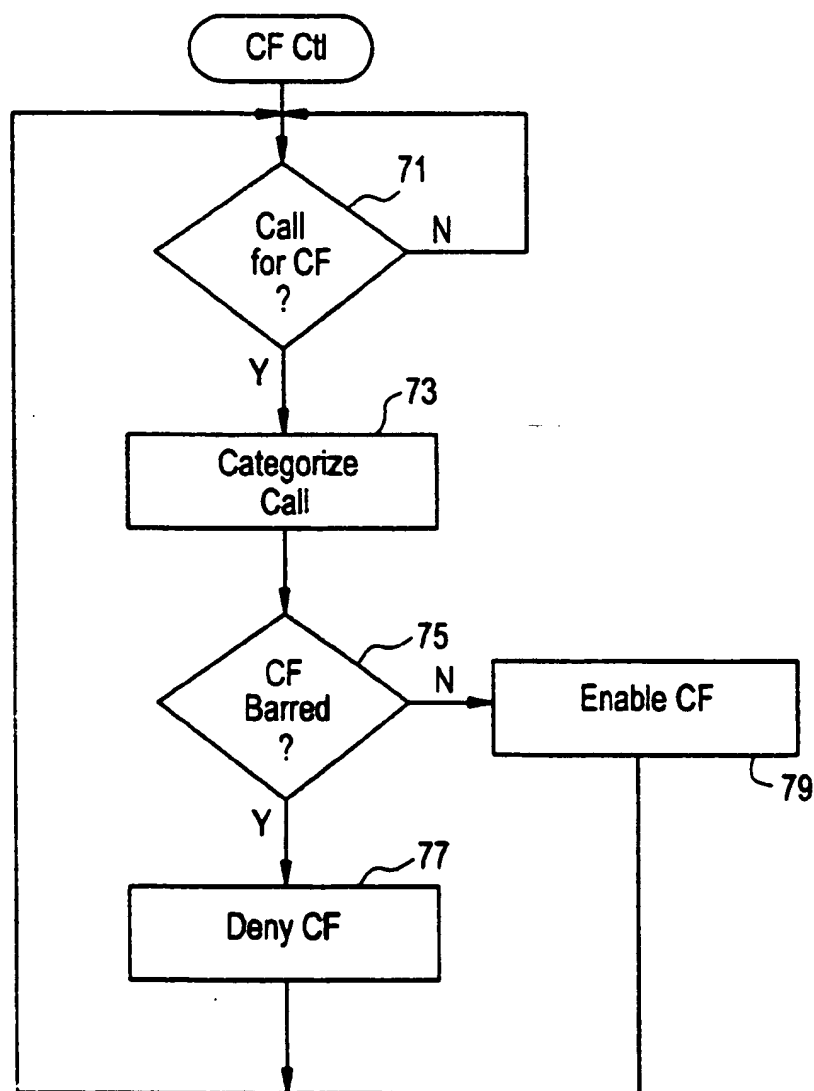 CF Ctl
71
Call
for CF
?
N
Y
73
Categorize
Call
75
CF
Barred
?
N
Enable CF
79
Y
77
Deny CF